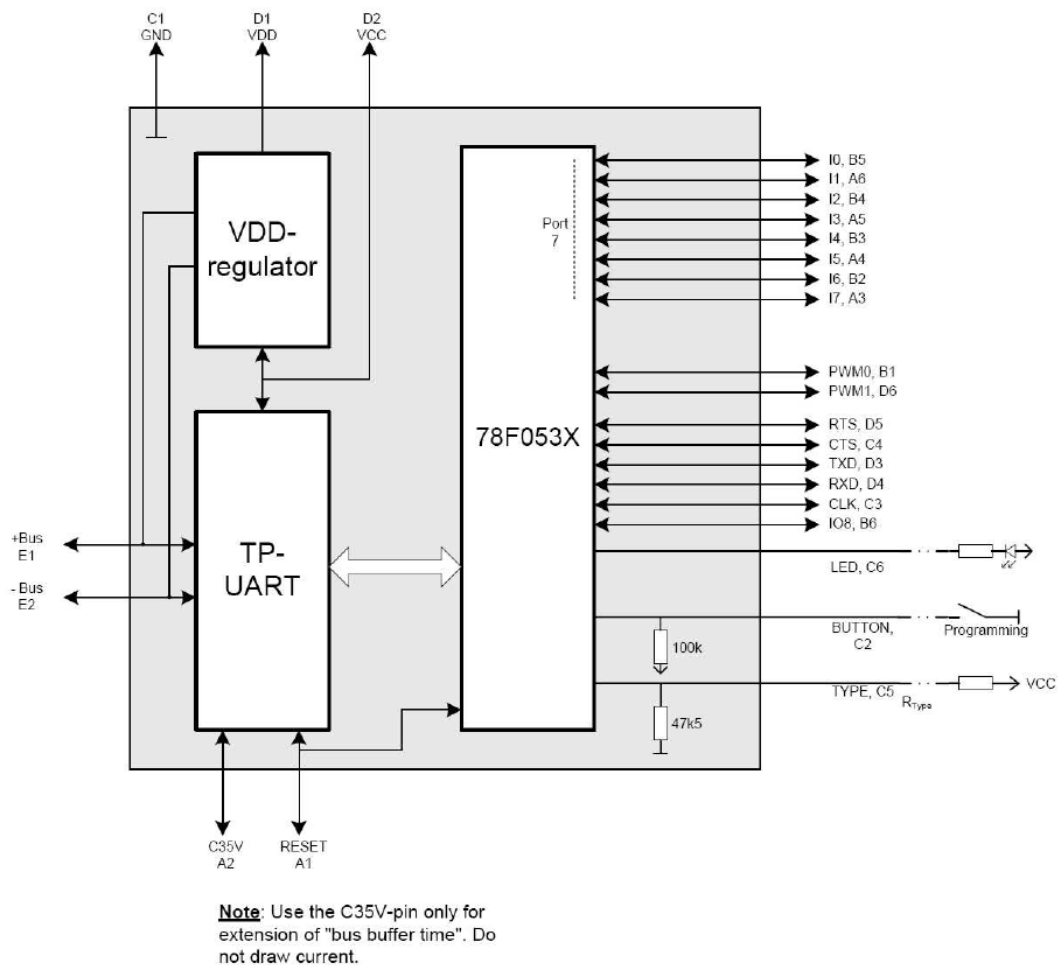 C1
GND
D1
VDD
D2
VCC
VDD-
regulator
Port
7
I0, B5
I1, A6
I2, B4
I3, A5
I4, B3
I5, A4
I6, B2
I7, A3
PWM0, B1
PWM1, D6
78F053X
RTS, D5
CTS, C4
TXD, D3
RXD, D4
CLK, C3
IO8, B6
+Bus
E1
TP-
UART
- Bus
E2
LED, C6
BUTTON,
C2
Programming
100k
TYPE, C5
RType
VCC
47k5
C35V
A2
RESET
A1
Note: Use the C35V-pin only for
extension of "bus buffer time". Do
not draw current.